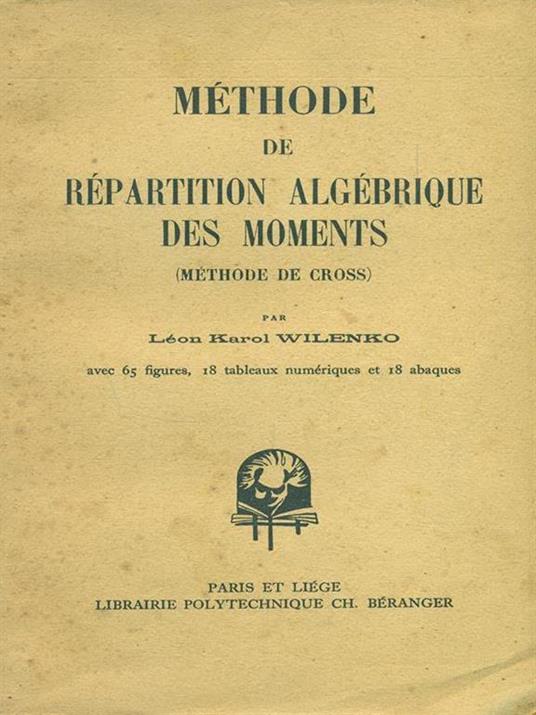 MÉTHODE
DE
RÉPARTITION ALGÉBRIQUE
DES MOMENTS
(MÉTHODE DE CROSS)
PAR
Léon Karol WILENKO
avec 65 figures, 18 tableaux numériques et 18 abaques
PARIS ET LIÉGE
LIBRAIRIE POLYTECHNIQUE CH. BÉRANGER